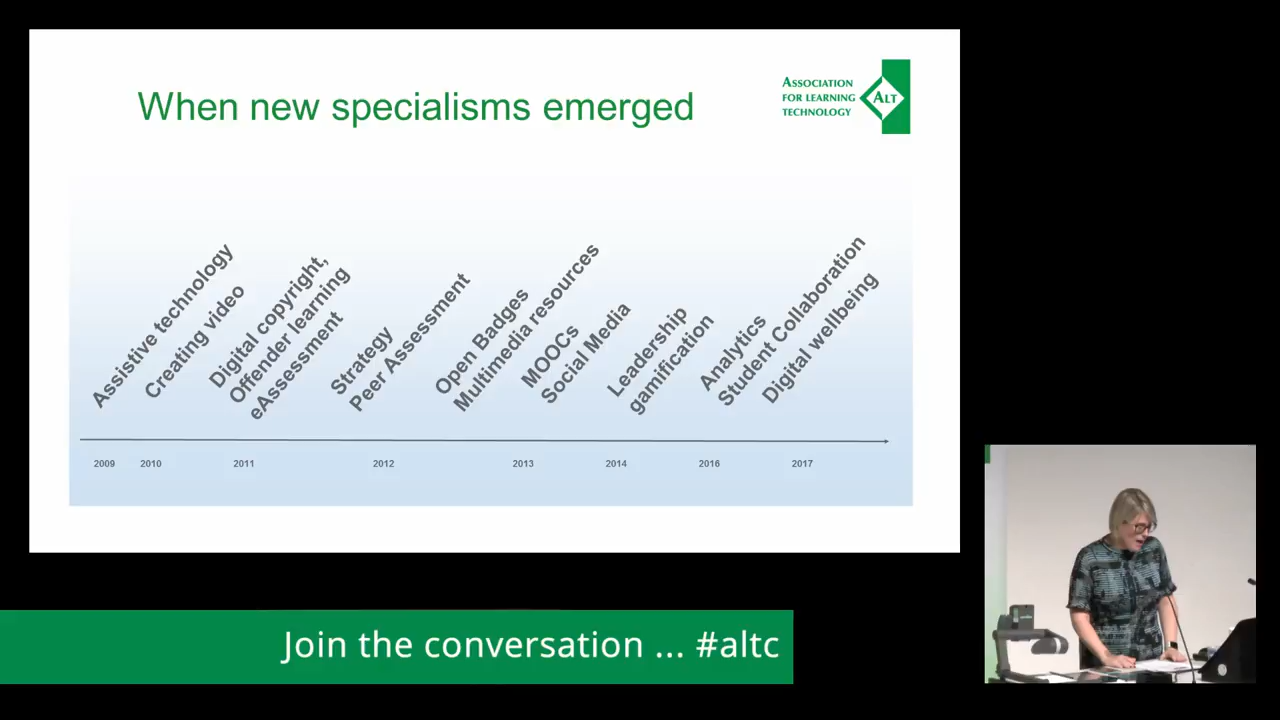 When new specialisms emerged
ASSOCIATION
FOR LEARNING
TECHNOLOGY
ALT
Assistive technology
Creating video
Digital copyright,
Offender learning
eAssessment
Strategy
Peer Assessment
Open Badges
Multimedia resources
MOOCs
Social Media
Leadership
gamification
Analytics
Student Collaboration
Digital wellbeing
2009 2010 2011 2012 2013 2014 2016 2017
Join the conversation ... #altc